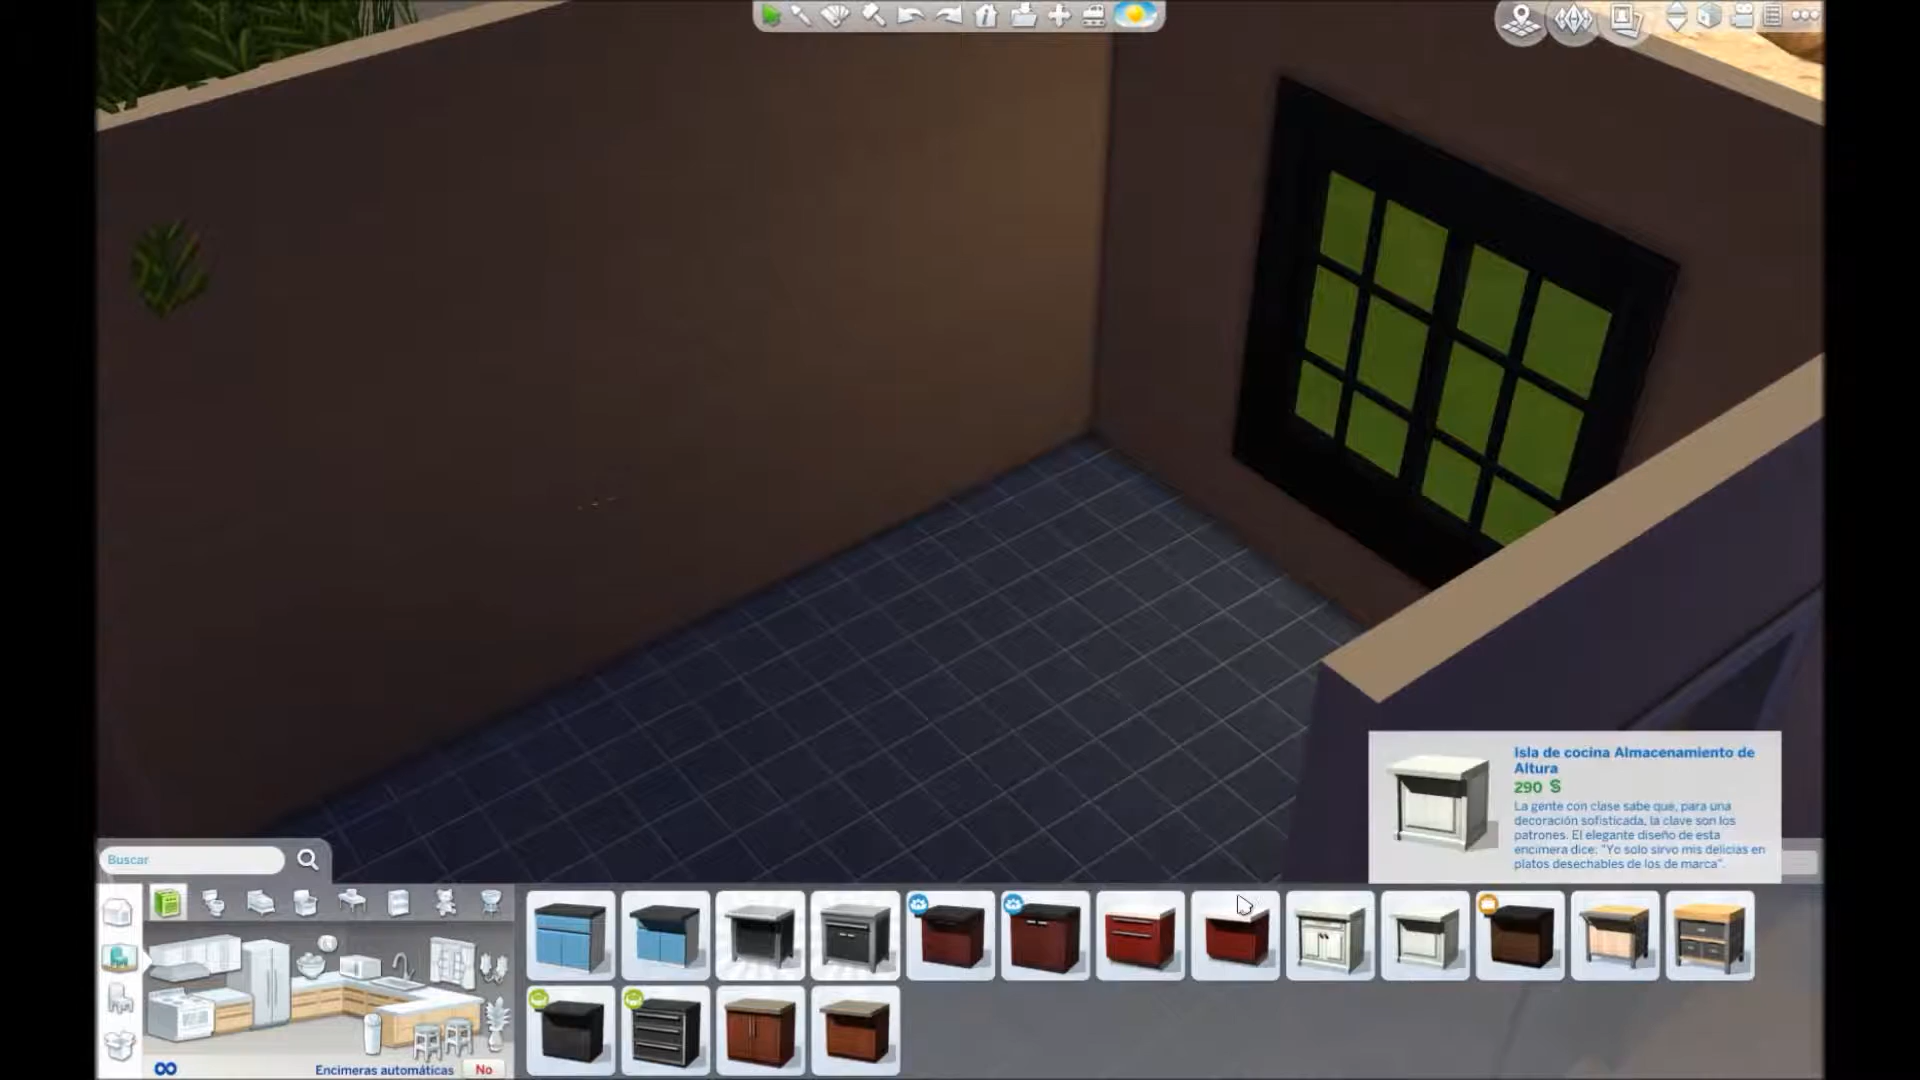 Isla de cocina Almacenamiento de
Altura
290 $
La gente con clase sabe que, para una
decoración sofisticada, la clave son los
patrones. El elegante diseño de esta
encimera dice: "Yo solo sirvo mis delicias en
platos desechables de los de marca".
Buscar
Encimeras automáticas No